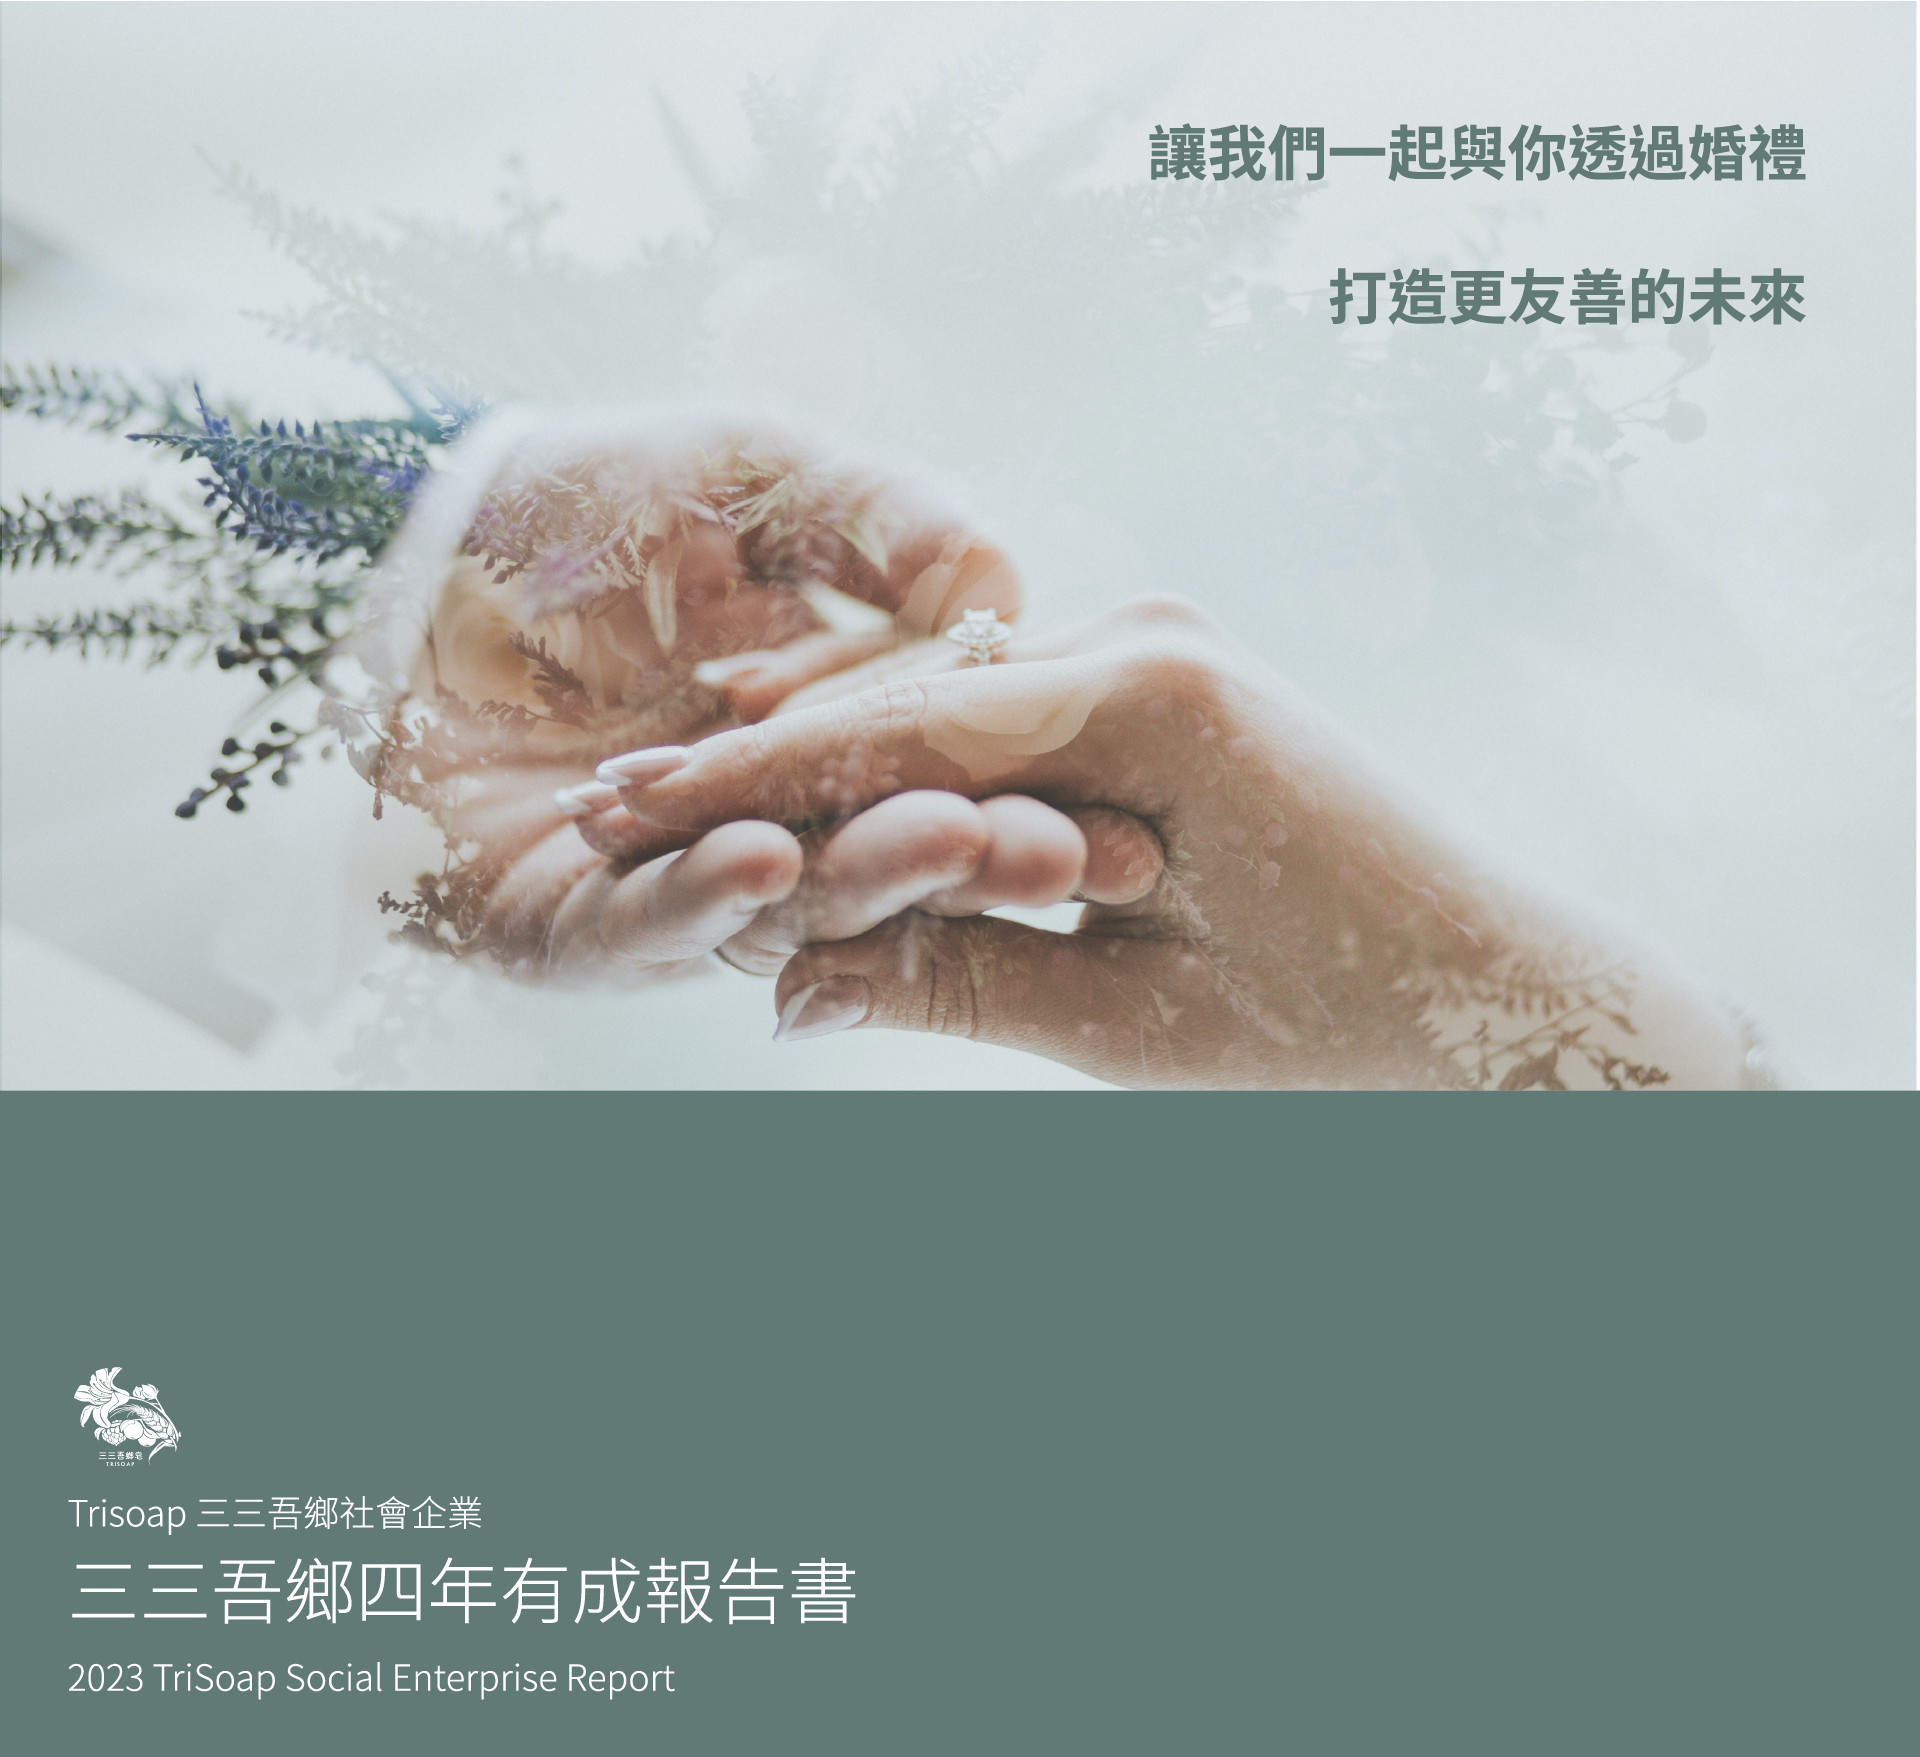 讓我們一起與你透過婚禮
打造更友善的未來
三三吾鄉皂
TRISOAP
Trisoap 三三吾鄉社會企業
三三吾鄉四年有成報告書
2023 TriSoap Social Enterprise Report